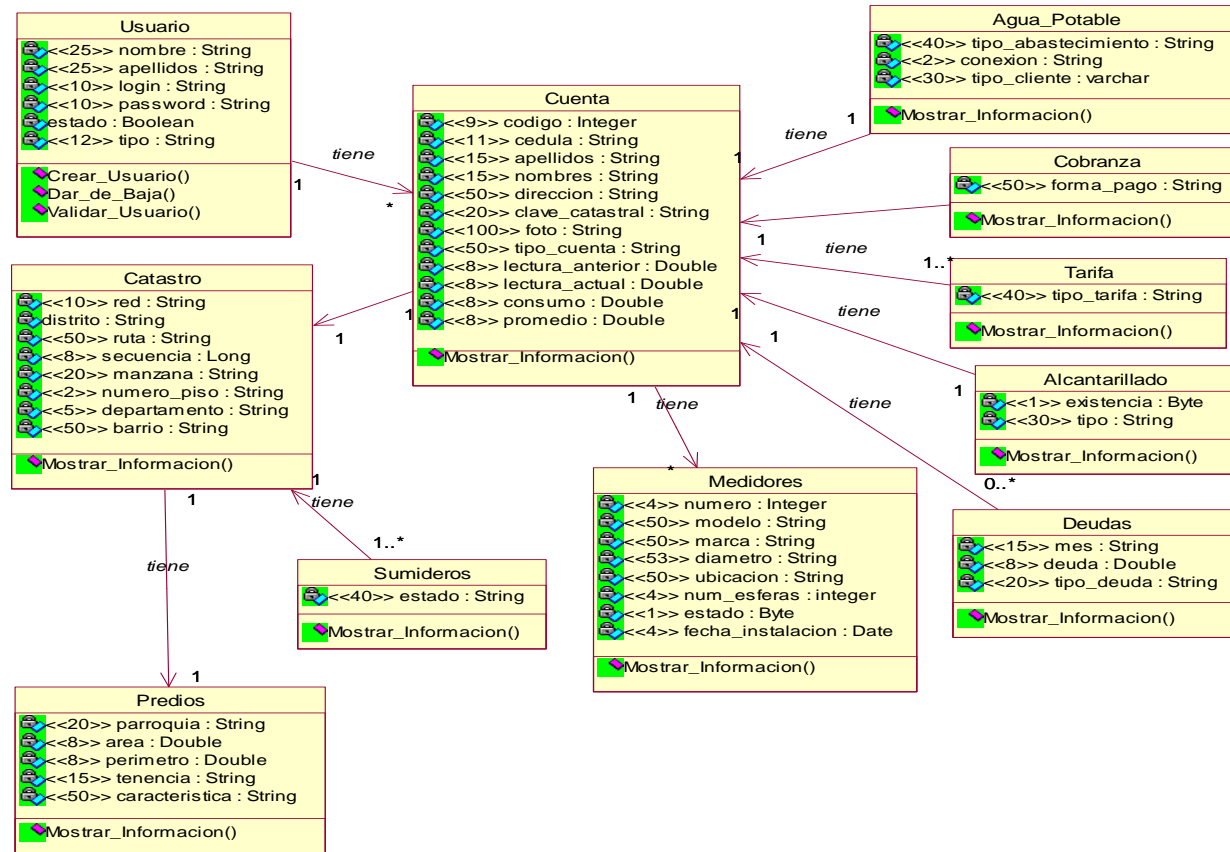 Usuario
<<25>> nombre : String
<<25>> apellidos : String
<<10>> login : String
<<10>> password : String
estado : Boolean
<<12>> tipo : String
Crear_Usuario()
Dar_de_Baja()
Validar_Usuario()
tiene
1
*
Cuenta
<<9>> codigo : Integer
<<11>> cedula : String
<<15>> apellidos : String
<<15>> nombres : String
<<50>> direccion : String
<<20>> clave_catastral : String
<<100>> foto : String
<<50>> tipo_cuenta : String
<<8>> lectura_anterior : Double
<<8>> lectura_actual : Double
<<8>> consumo : Double
<<8>> promedio : Double
Mostrar_Informacion()
Agua_Potable
<<40>> tipo_abastecimiento : String
<<2>> conexion : String
<<30>> tipo_cliente : varchar
Mostrar_Informacion()
tiene
1
1
Cobranza
<<50>> forma_pago : String
Mostrar_Informacion()
1
tiene
1..*
Tarifa
<<40>> tipo_tarifa : String
Mostrar_Informacion()
1
tiene
1
Alcantarillado
<<1>> existencia : Byte
<<30>> tipo : String
Mostrar_Informacion()
1
tiene
0..*
Deudas
<<15>> mes : String
<<8>> deuda : Double
<<20>> tipo_deuda : String
Mostrar_Informacion()
Catastro
<<10>> red : String
distrito : String
<<50>> ruta : String
<<8>> secuencia : Long
<<20>> manzana : String
<<2>> numero_piso : String
<<5>> departamento : String
<<50>> barrio : String
Mostrar_Informacion()
1
1
1
tiene
*
Medidores
<<4>> numero : Integer
<<50>> modelo : String
<<50>> marca : String
<<53>> diametro : String
<<50>> ubicacion : String
<<4>> num_esferas : integer
<<1>> estado : Byte
<<4>> fecha_instalacion : Date
Mostrar_Informacion()
1
tiene
1..*
Sumideros
<<40>> estado : String
Mostrar_Informacion()
1
tiene
1
Predios
<<20>> parroquia : String
<<8>> area : Double
<<8>> perimetro : Double
<<15>> tenencia : String
<<50>> caracteristica : String
Mostrar_Informacion()